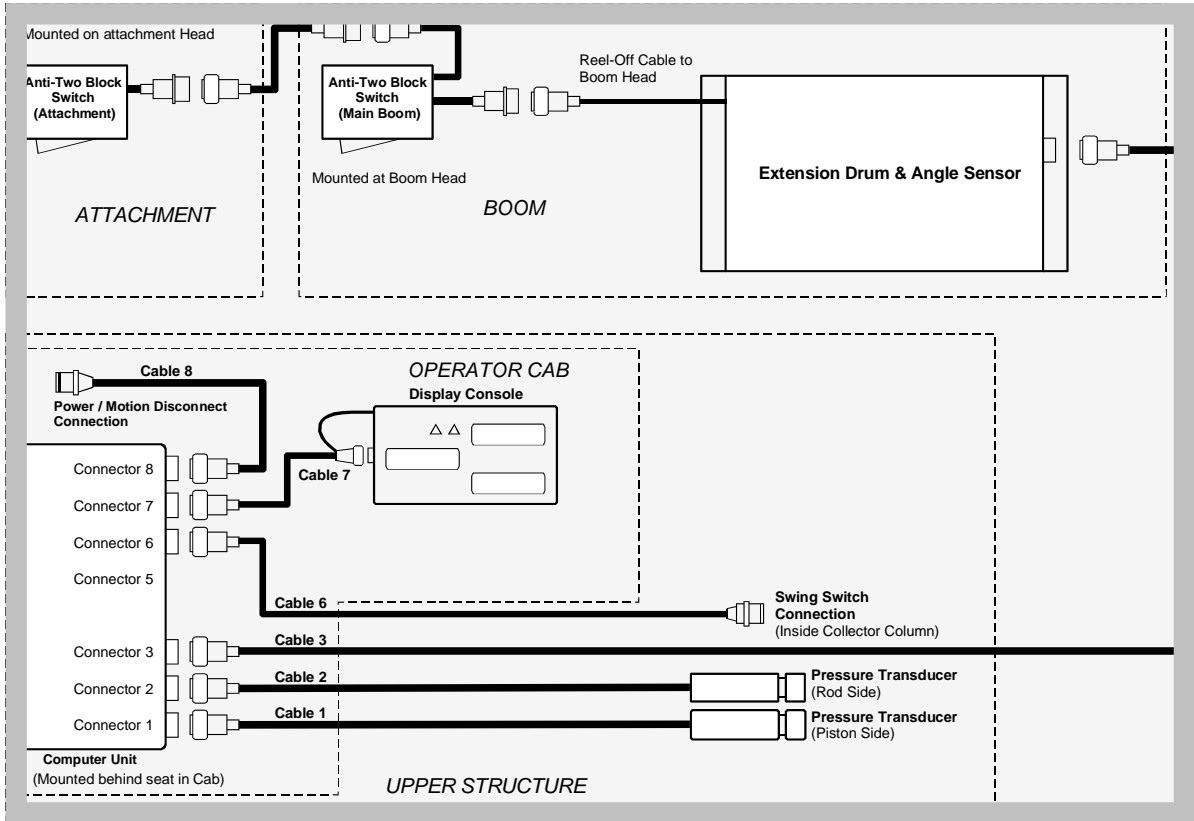 Mounted on attachment Head
Anti-Two Block
Switch
(Attachment)
ATTACHMENT
Anti-Two Block
Switch
(Main Boom)
Mounted at Boom Head
BOOM
Reel-Off Cable to
Boom Head
Extension Drum & Angle Sensor
OPERATOR CAB
Display Console
Cable 8
Power / Motion Disconnect
Connection
Cable 7
Connector 8
Connector 7
Connector 6
Connector 5
Connector 3
Connector 2
Connector 1
Cable 6
Cable 3
Cable 2
Cable 1
Swing Switch
Connection
(Inside Collector Column)
Pressure Transducer
(Rod Side)
Pressure Transducer
(Piston Side)
Computer Unit
(Mounted behind seat in Cab)
UPPER STRUCTURE